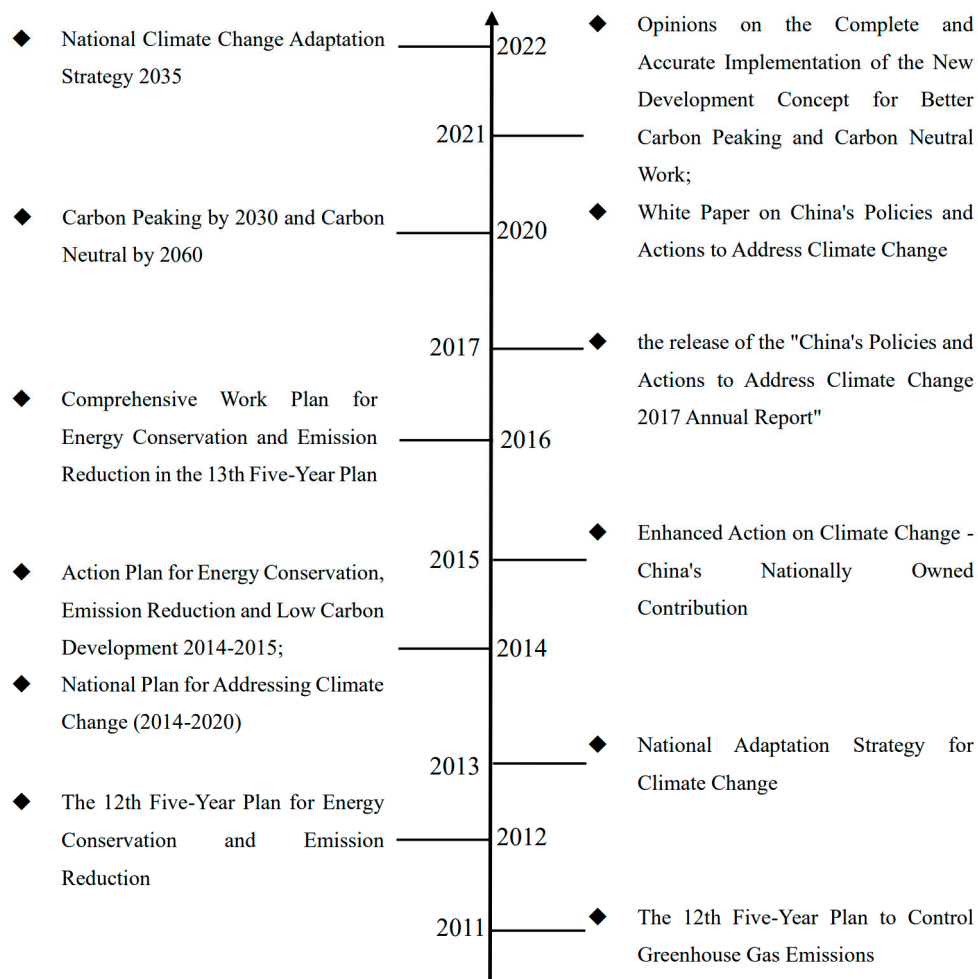 ◆ National Climate Change Adaptation
Strategy 2035
2022
◆ Opinions on the Complete and
Accurate Implementation of the New
Development Concept for Better
Carbon Peaking and Carbon Neutral
Work;
◆ White Paper on China's Policies and
Actions to Address Climate Change
2021
◆ Carbon Peaking by 2030 and Carbon
Neutral by 2060
2020
2017
◆ the release of the "China's Policies and
Actions to Address Climate Change
2017 Annual Report"
◆ Comprehensive Work Plan for
Energy Conservation and Emission
Reduction in the 13th Five-Year Plan
2016
2015
◆ Enhanced Action on Climate Change -
China's Nationally Owned
Contribution
◆ Action Plan for Energy Conservation,
Emission Reduction and Low Carbon
Development 2014-2015;
◆ National Plan for Addressing Climate
Change (2014-2020)
2014
2013
◆ National Adaptation Strategy for
Climate Change
◆ The 12th Five-Year Plan for Energy
Conservation and Emission
Reduction
2012
2011
◆ The 12th Five-Year Plan to Control
Greenhouse Gas Emissions